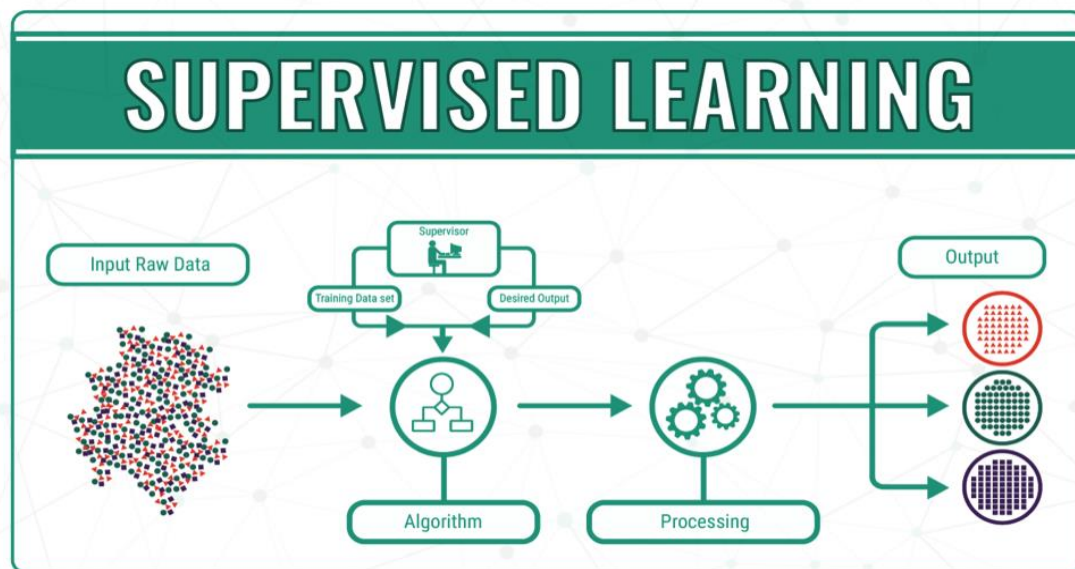 SUPERVISED LEARNING
Input Raw Data
Supervisor
Training Data set
Desired Output
Algorithm
Processing
Output